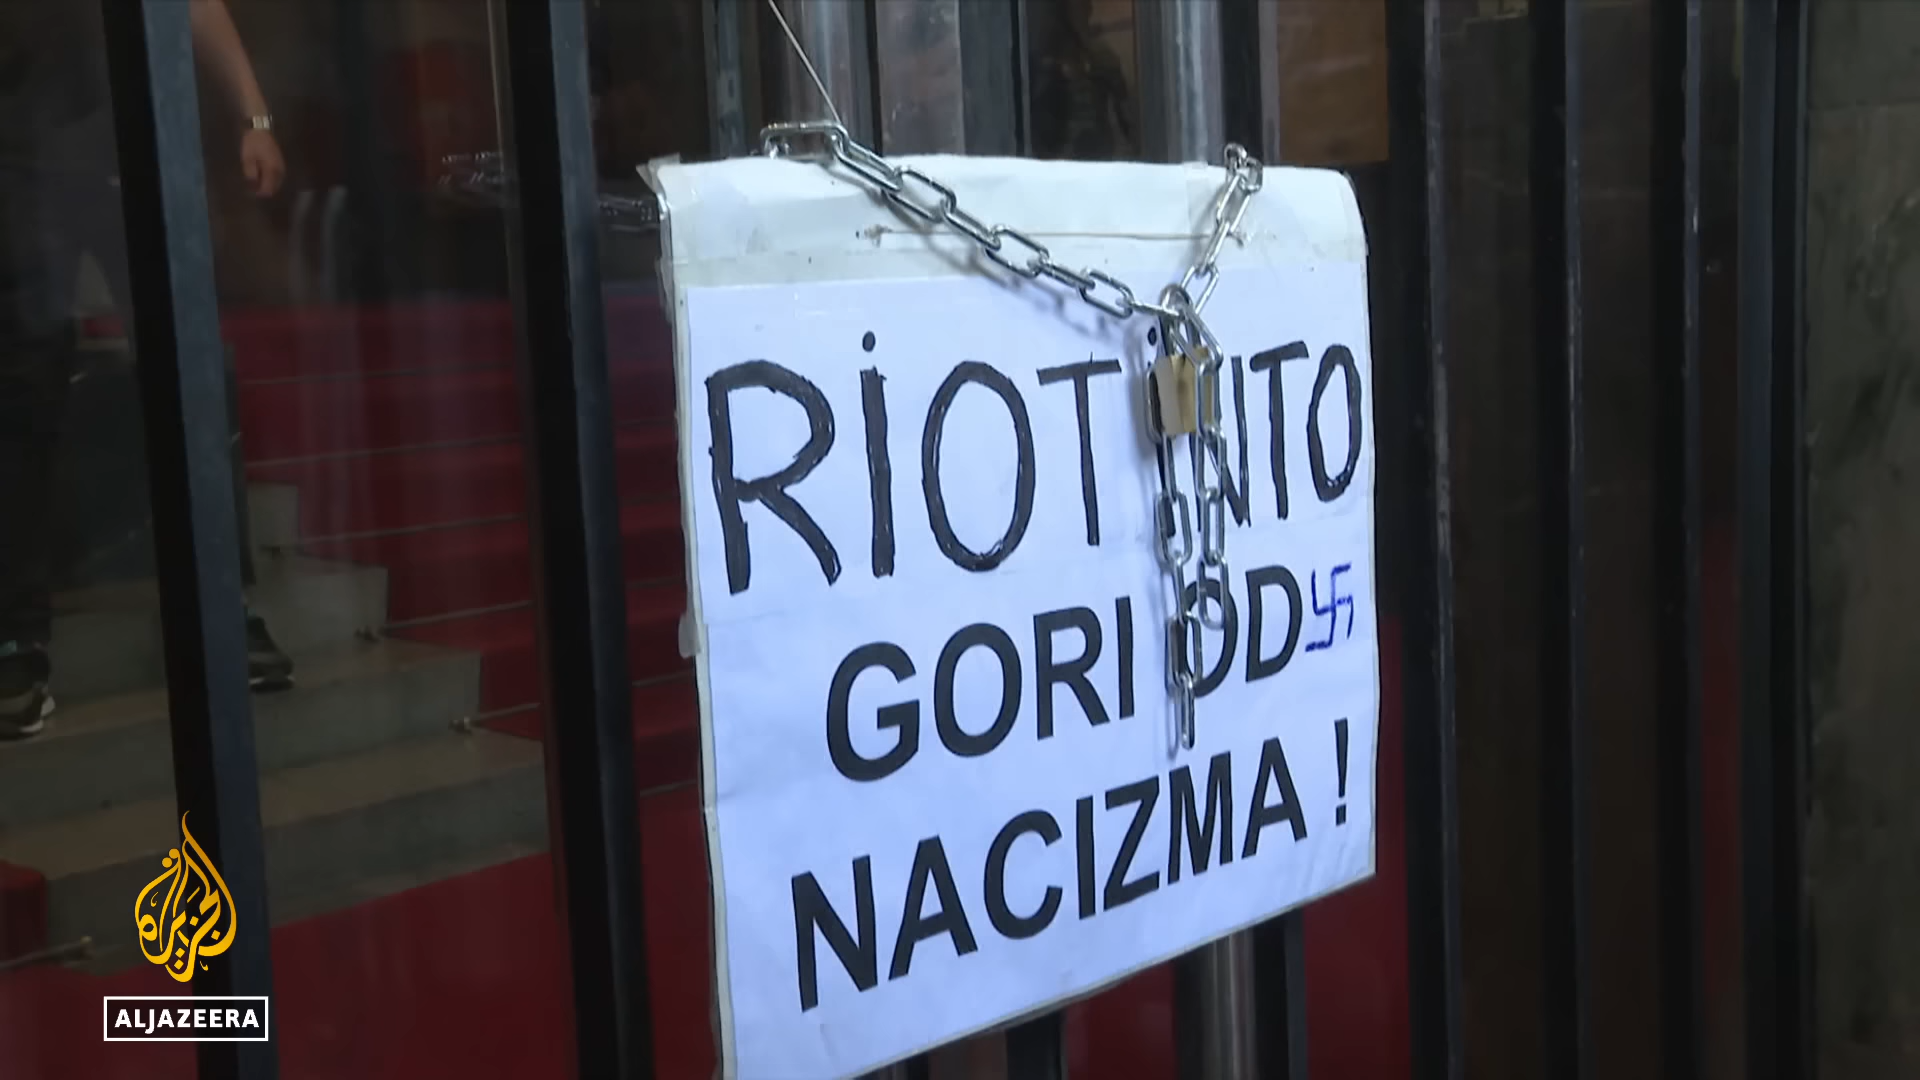 RiOTiNTO
GORI OD
NACIZMA !
الجزيرة
ALJAZEERA